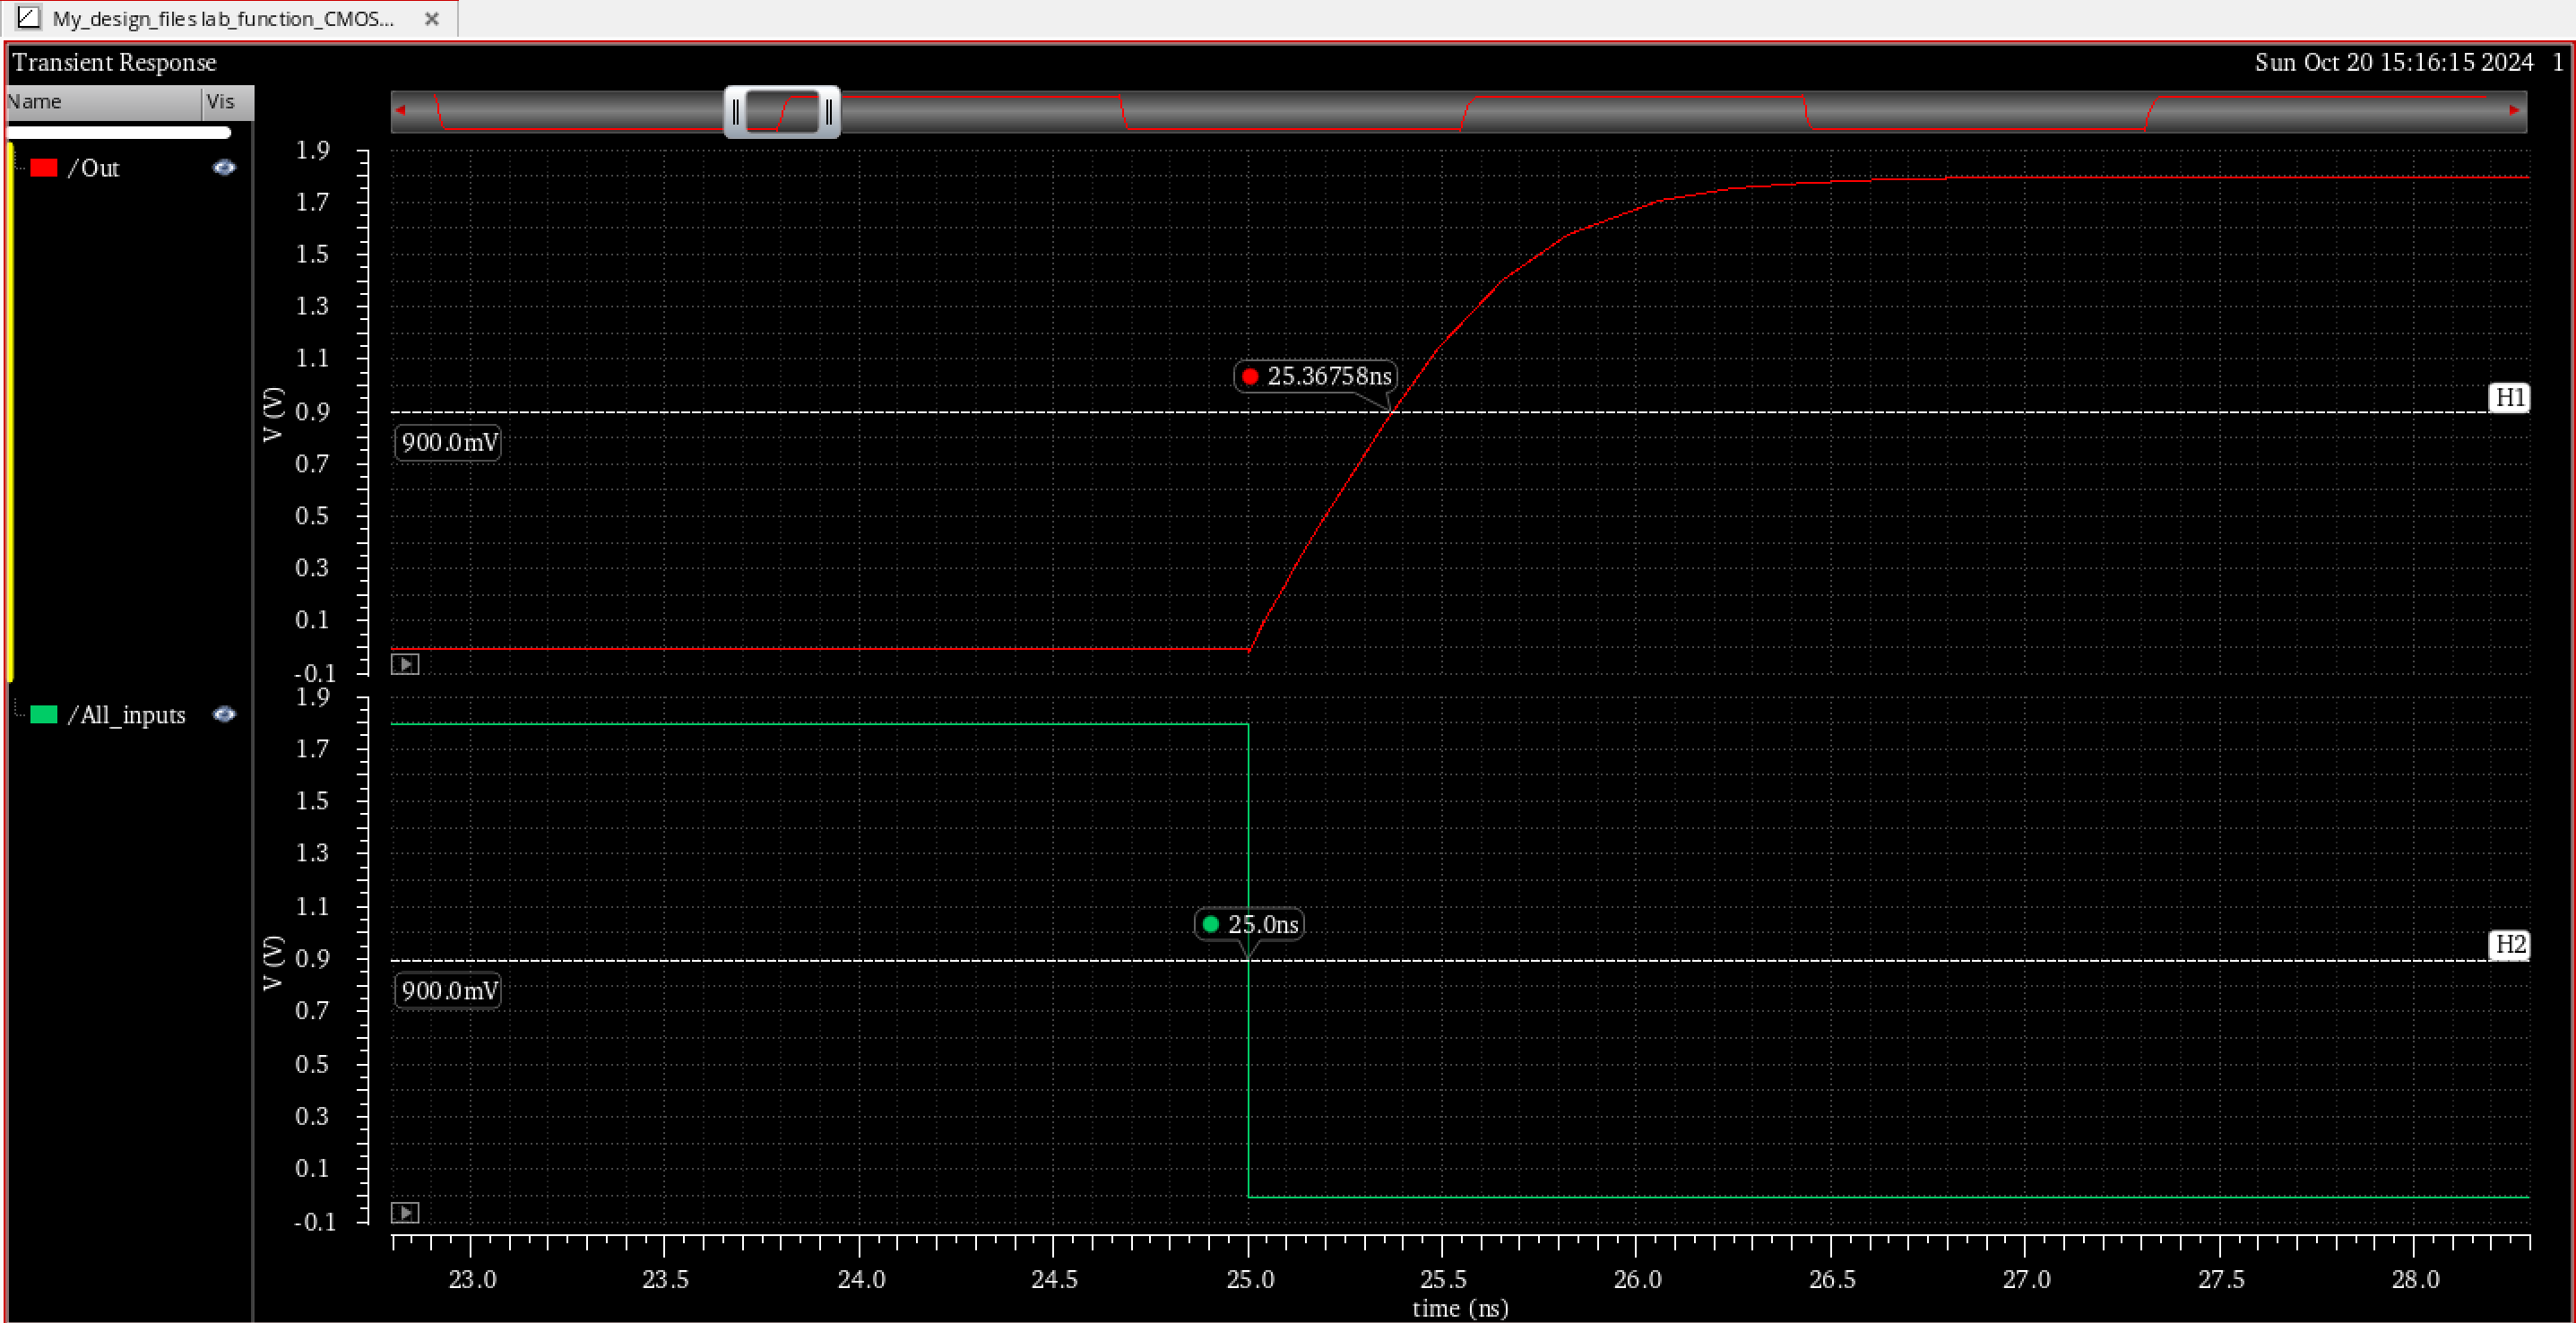 My_design_files lab_function_CMOS...
Transient Response
Sun Oct 20 15:16:15 2024 1
Name Vis
/Out
1.9
1.7
1.5
1.3
1.1
0.9
0.7
0.5
0.3
0.1
-0.1
V (V)
25.36758ns
H1
900.0mV
/All_inputs
1.9
1.7
1.5
1.3
1.1
0.9
0.7
0.5
0.3
0.1
-0.1
V (V)
25.0ns
H2
900.0mV
23.0 23.5 24.0 24.5 25.0 25.5 26.0 26.5 27.0 27.5 28.0
time (ns)